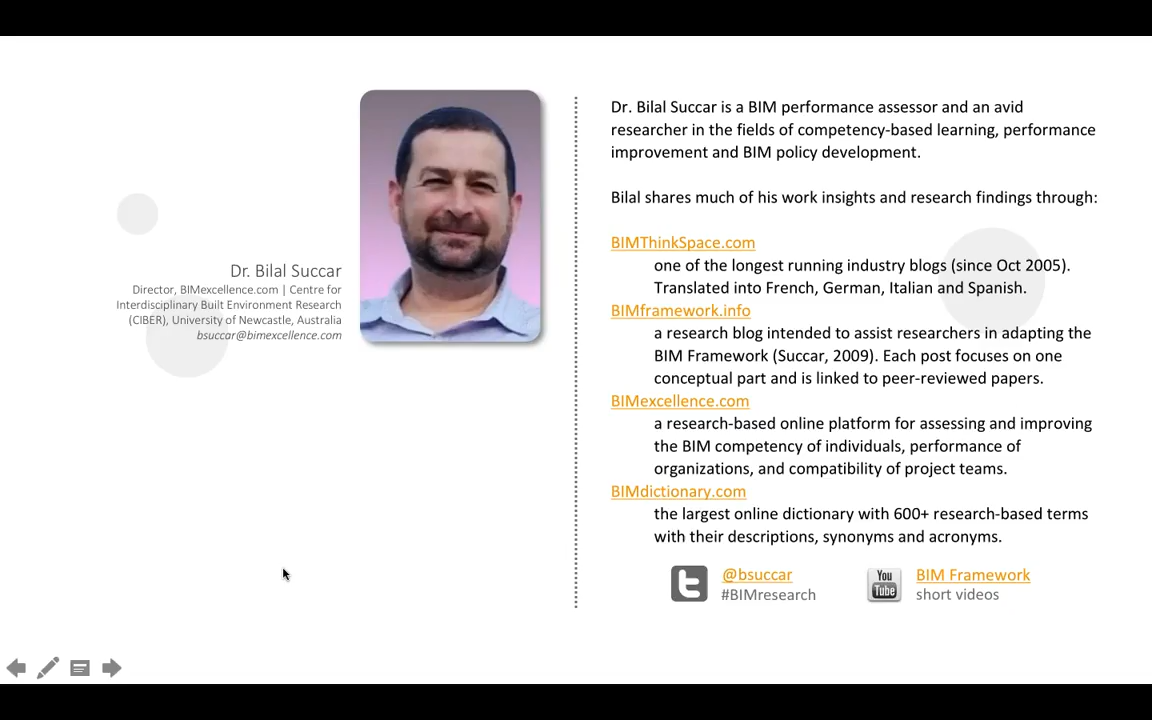 Dr. Bilal Succar
Director, BIMexcellence.com | Centre for
Interdisciplinary Built Environment Research
(CIBER), University of Newcastle, Australia
bsuccar@bimexcellence.com
Dr. Bilal Succar is a BIM performance assessor and an avid
researcher in the fields of competency-based learning, performance
improvement and BIM policy development.
Bilal shares much of his work insights and research findings through:
BIMThinkSpace.com
one of the longest running industry blogs (since Oct 2005).
Translated into French, German, Italian and Spanish.
BIMframework.info
a research blog intended to assist researchers in adapting the
BIM Framework (Succar, 2009). Each post focuses on one
conceptual part and is linked to peer-reviewed papers.
BIMexcellence.com
a research-based online platform for assessing and improving
the BIM competency of individuals, performance of
organizations, and compatibility of project teams.
BIMdictionary.com
the largest online dictionary with 600+ research-based terms
with their descriptions, synonyms and acronyms.
@bsuccar
#BIMresearch
You
Tube
BIM Framework
short videos